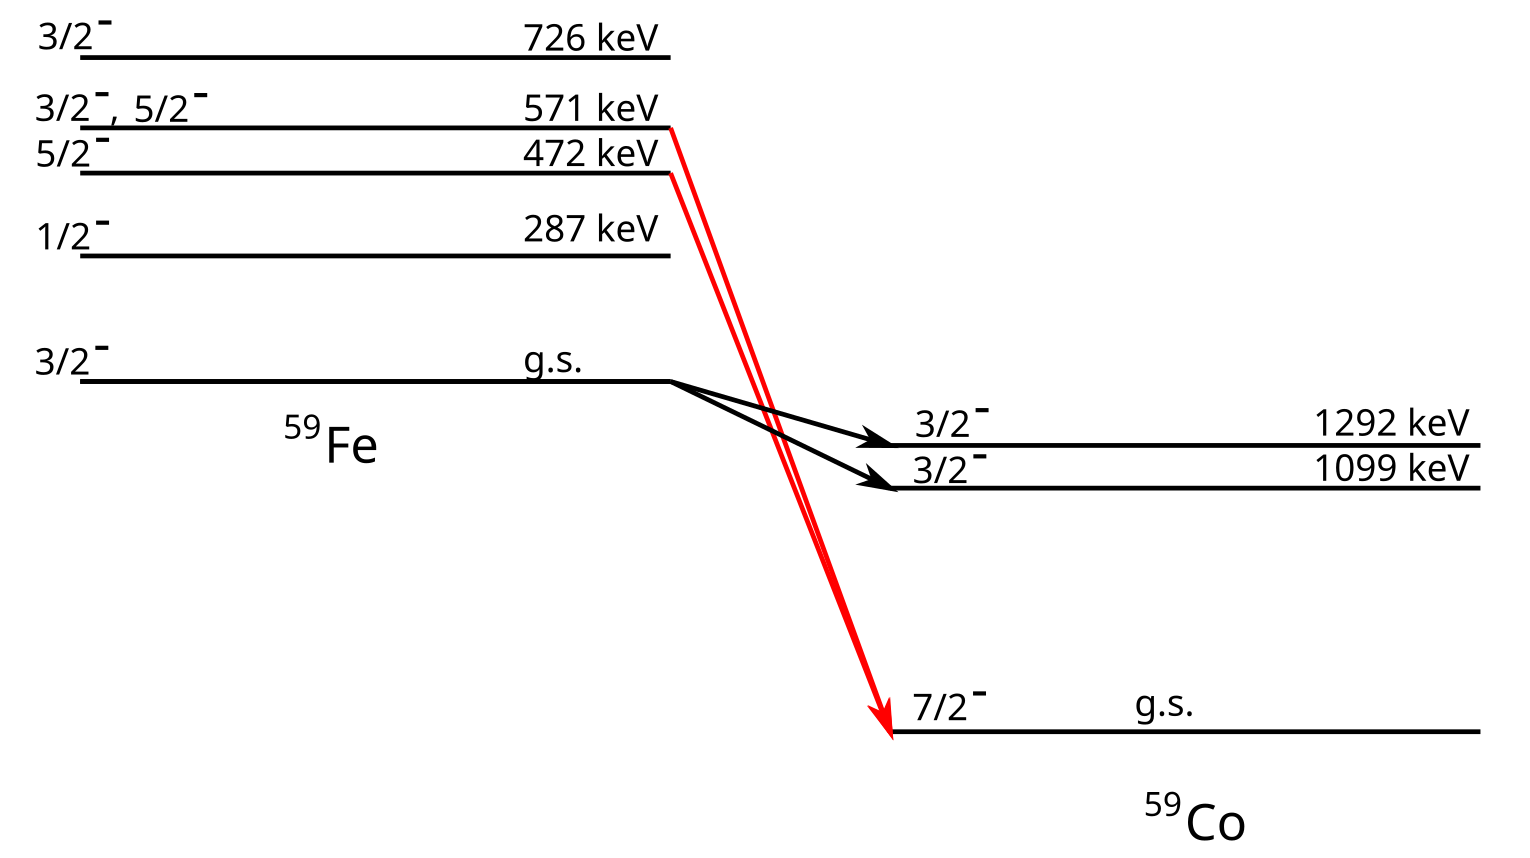 3/2⁻ 726 keV
3/2⁻, 5/2⁻ 571 keV
5/2⁻ 472 keV
1/2⁻ 287 keV
3/2⁻ g.s.
⁵⁹Fe
3/2⁻ 1292 keV
3/2⁻ 1099 keV
7/2⁻ g.s.
⁵⁹Co